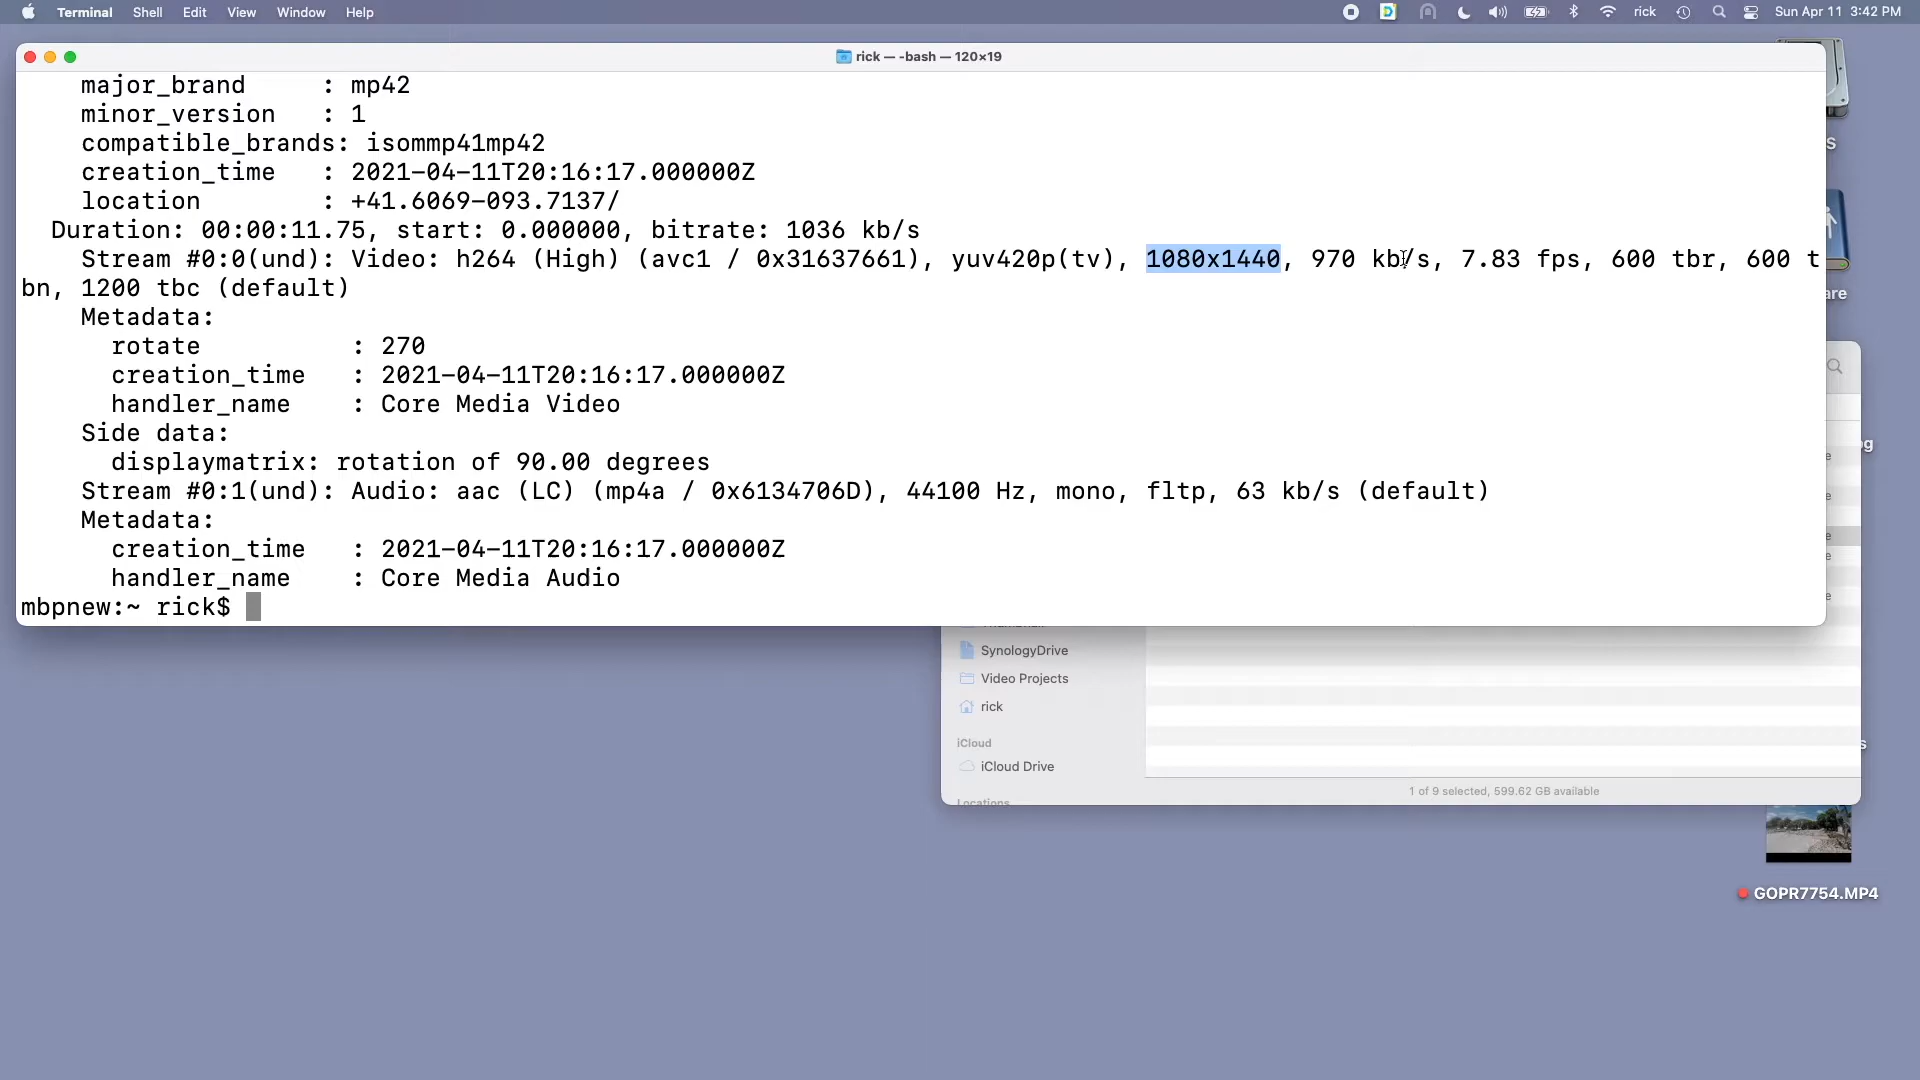 Terminal Shell Edit View Window Help rick Sun Apr 11 3:42 PM
rick — -bash — 120×19
major_brand : mp42
minor_version : 1
compatible_brands: isommp41mp42
creation_time : 2021-04-11T20:16:17.000000Z
location : +41.6069-093.7137/
Duration: 00:00:11.75, start: 0.000000, bitrate: 1036 kb/s
Stream #0:0(und): Video: h264 (High) (avc1 / 0x31637661), yuv420p(tv), 1080x1440, 970 kb/s, 7.83 fps, 600 tbr, 600 t
bn, 1200 tbc (default)
Metadata:
rotate : 270
creation_time : 2021-04-11T20:16:17.000000Z
handler_name : Core Media Video
Side data:
displaymatrix: rotation of 90.00 degrees
Stream #0:1(und): Audio: aac (LC) (mp4a / 0x6134706D), 44100 Hz, mono, fltp, 63 kb/s (default)
Metadata:
creation_time : 2021-04-11T20:16:17.000000Z
handler_name : Core Media Audio
mbpnew:~ rick$
SynologyDrive
Video Projects
rick
iCloud
iCloud Drive
Locations
1 of 9 selected, 599.62 GB available
GOPR7754.MP4